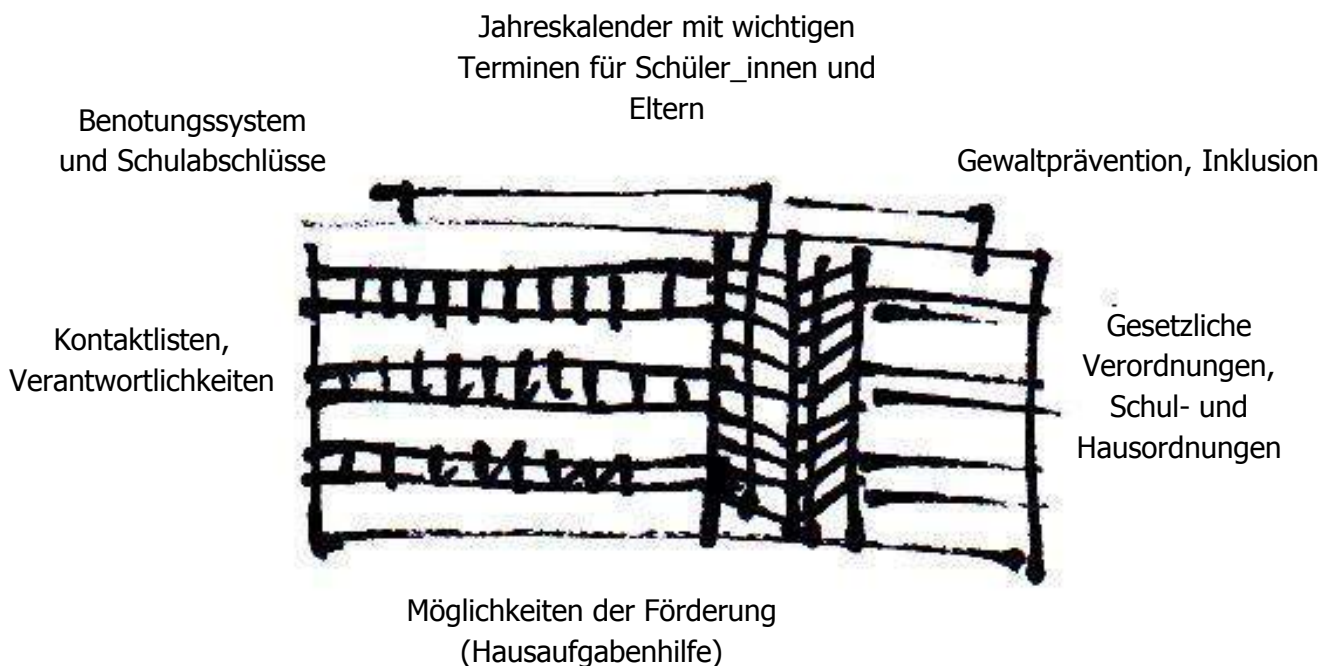 Jahreskalender mit wichtigen
Terminen für Schüler_innen und
Eltern
Benotungssystem
und Schulabschlüsse
Gewaltprävention, Inklusion
Kontaktlisten,
Verantwortlichkeiten
Gesetzliche
Verordnungen,
Schul- und
Hausordnungen
Möglichkeiten der Förderung
(Hausaufgabenhilfe)